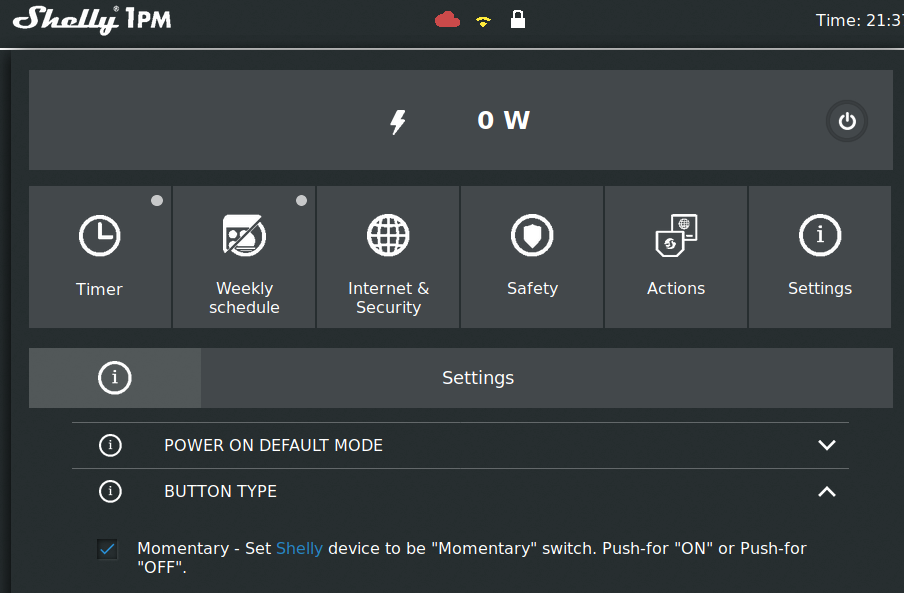 Shelly® 1PM
Time: 21:37
0 W
Timer
Weekly
schedule
Internet &
Security
Safety
Actions
Settings
Settings
POWER ON DEFAULT MODE
BUTTON TYPE
Momentary - Set Shelly device to be "Momentary" switch. Push-for "ON" or Push-for
"OFF".